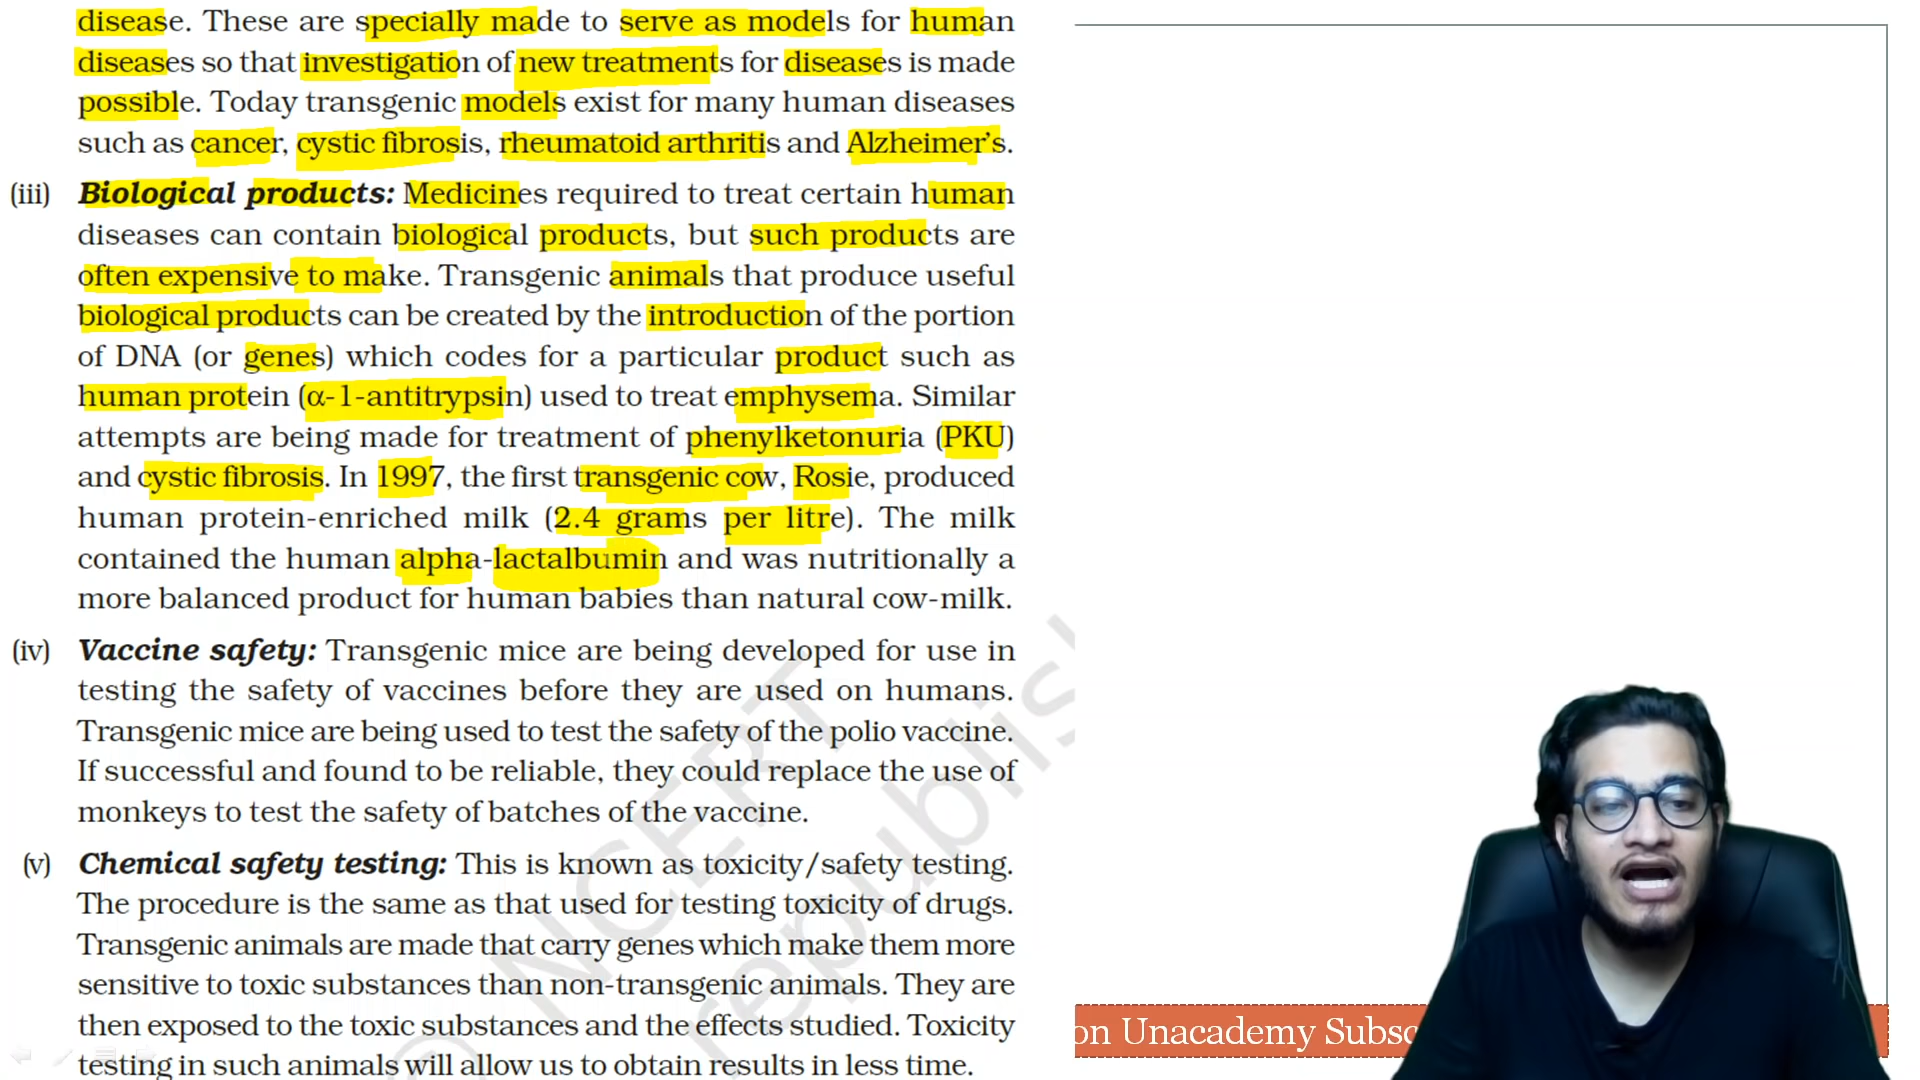 disease. These are specially made to serve as models for human
diseases so that investigation of new treatments for diseases is made
possible. Today transgenic models exist for many human diseases
such as cancer, cystic fibrosis, rheumatoid arthritis and Alzheimer’s.
(iii) Biological products: Medicines required to treat certain human
diseases can contain biological products, but such products are
often expensive to make. Transgenic animals that produce useful
biological products can be created by the introduction of the portion
of DNA (or genes) which codes for a particular product such as
human protein (α-1-antitrypsin) used to treat emphysema. Similar
attempts are being made for treatment of phenylketonuria (PKU)
and cystic fibrosis. In 1997, the first transgenic cow, Rosie, produced
human protein-enriched milk (2.4 grams per litre). The milk
contained the human alpha-lactalbumin and was nutritionally a
more balanced product for human babies than natural cow-milk.
(iv) Vaccine safety: Transgenic mice are being developed for use in
testing the safety of vaccines before they are used on humans.
Transgenic mice are being used to test the safety of the polio vaccine.
If successful and found to be reliable, they could replace the use of
monkeys to test the safety of batches of the vaccine.
(v) Chemical safety testing: This is known as toxicity/safety testing.
The procedure is the same as that used for testing toxicity of drugs.
Transgenic animals are made that carry genes which make them more
sensitive to toxic substances than non-transgenic animals. They are
then exposed to the toxic substances and the effects studied. Toxicity
testing in such animals will allow us to obtain results in less time.
© NCERT
republis
on Unacademy Subsc